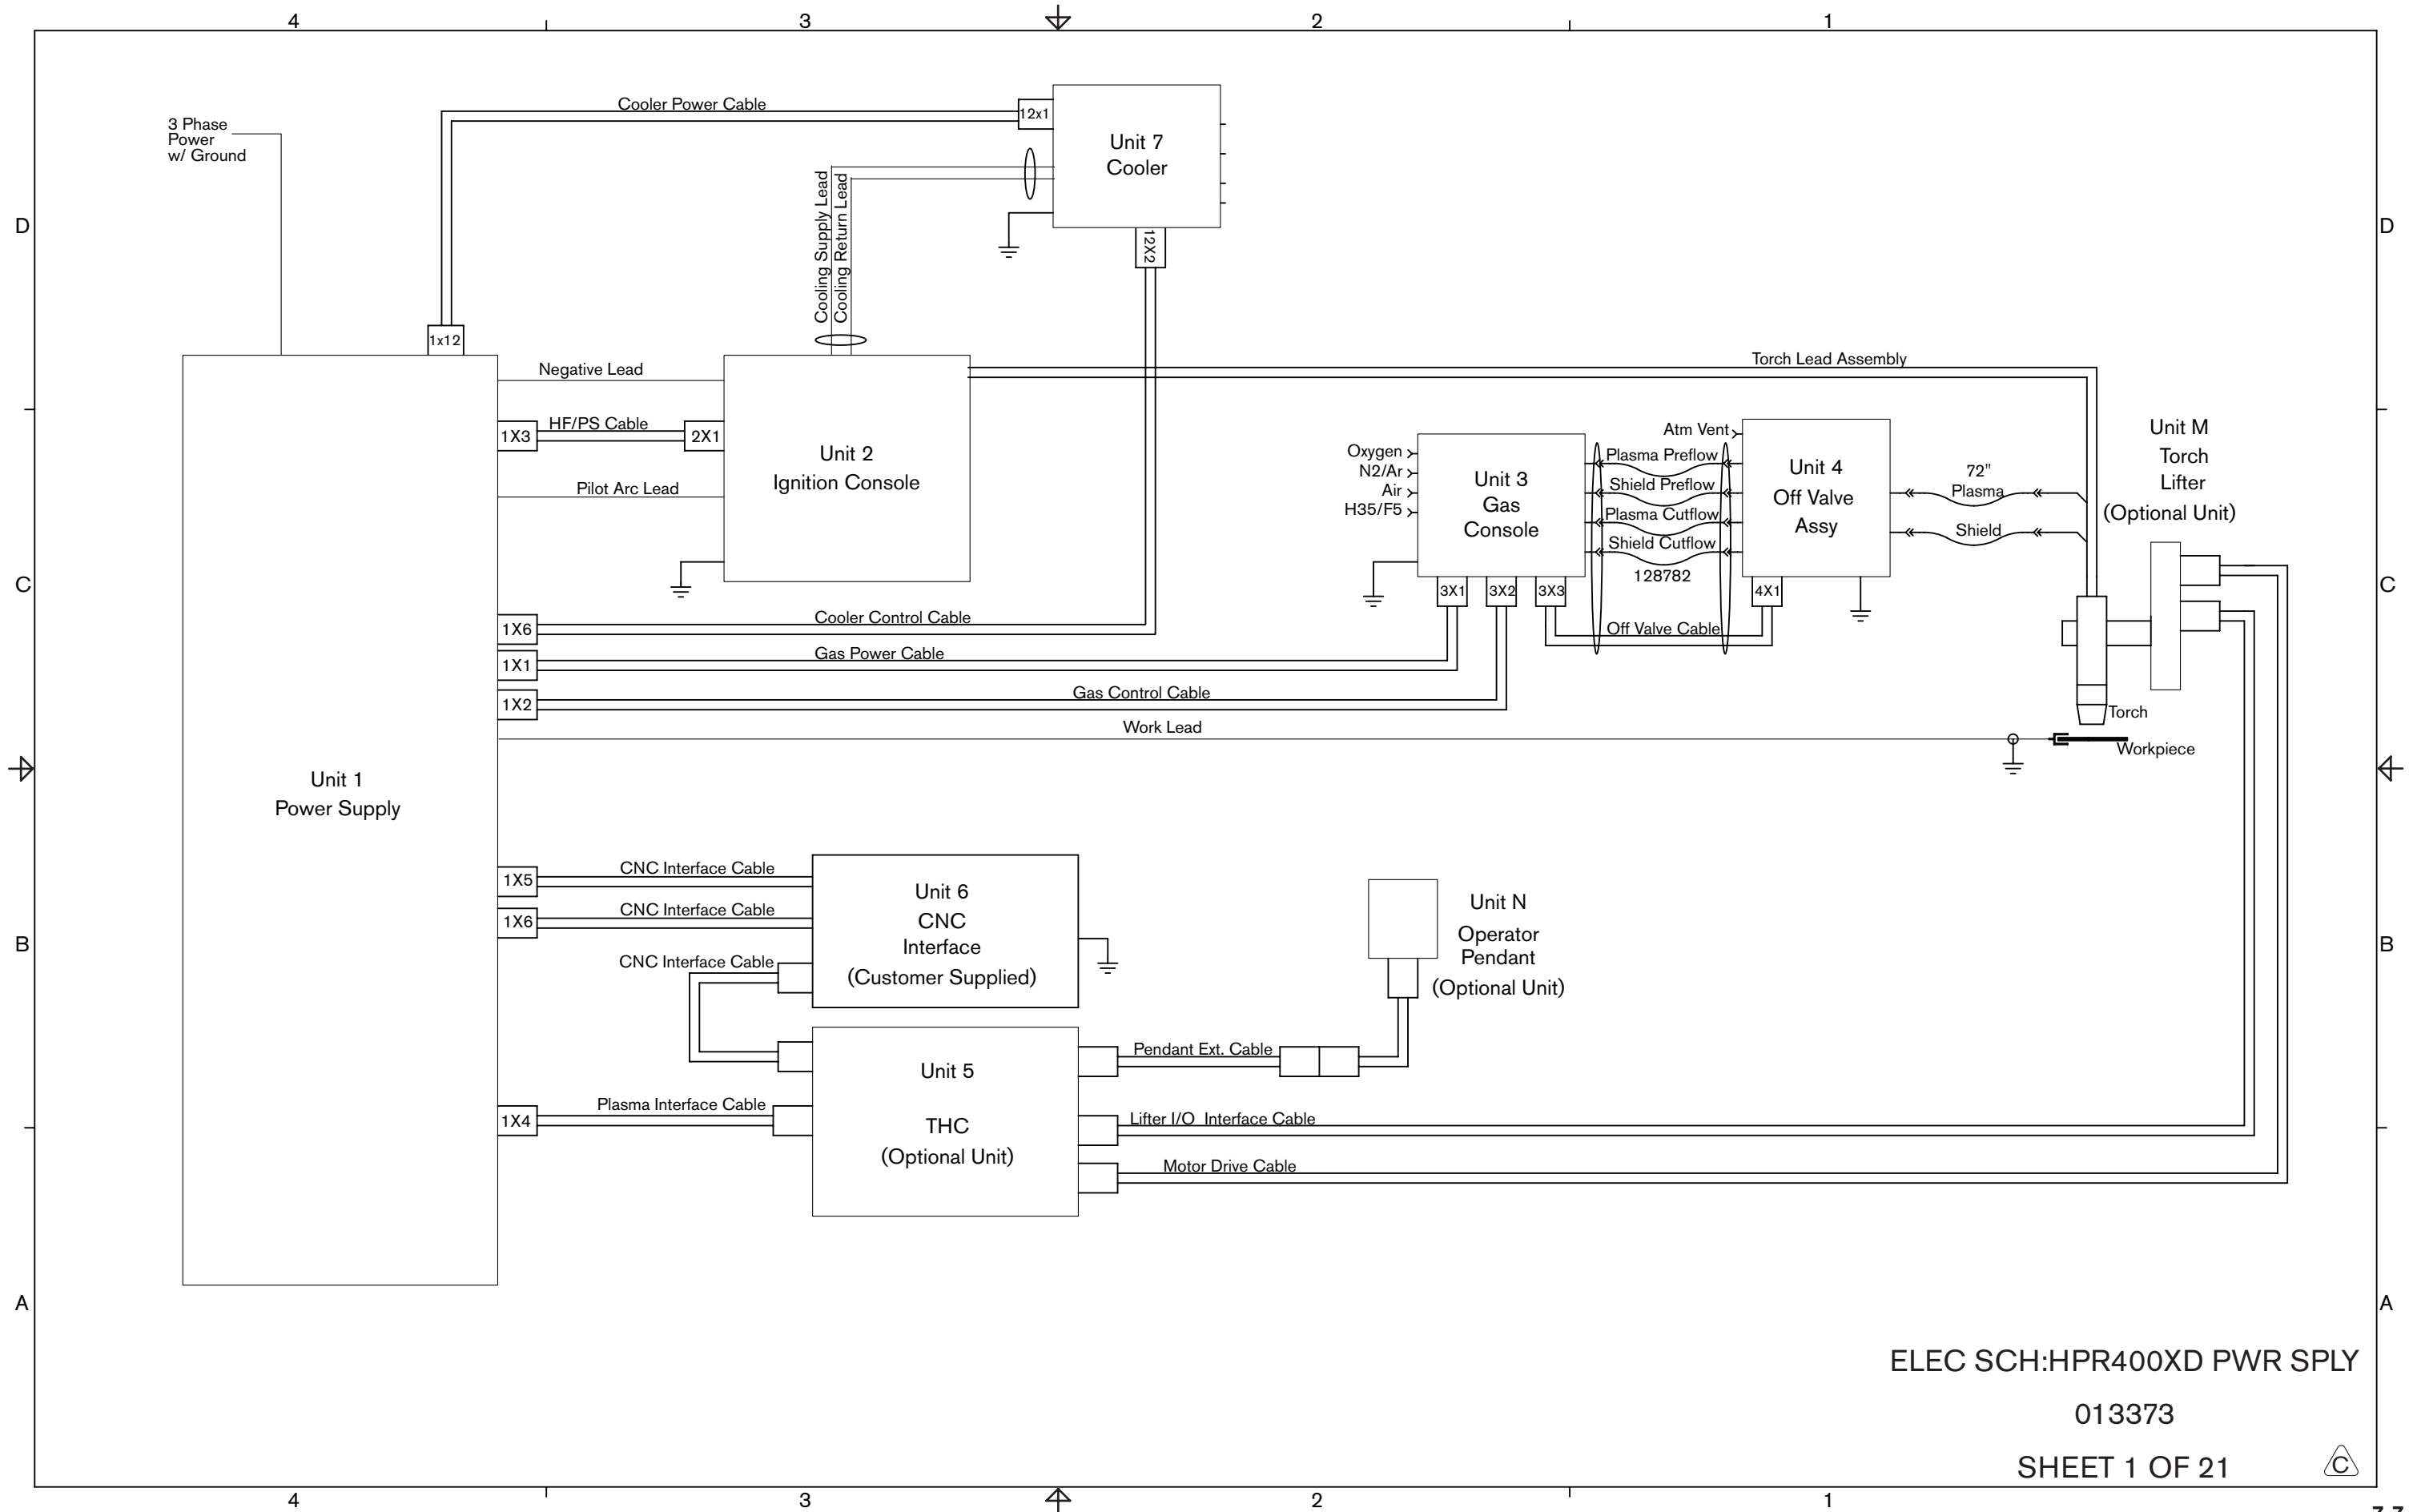 4
3
2
1
Cooler Power Cable
12x1
3 Phase
Power
w/ Ground
Unit 7
Cooler
Cooling Supply Lead
Cooling Return Lead
D
D
12X2
1x12
Negative Lead
Torch Lead Assembly
HF/PS Cable
1X3
2X1
Unit 2
Ignition Console
Pilot Arc Lead
Oxygen
N2/Ar
Air
H35/F5
Unit 3
Gas
Console
Atm Vent
Plasma Preflow
Shield Preflow
Plasma Cutflow
Shield Cutflow
128782
Unit 4
Off Valve
Assy
72"
Plasma
Shield
Unit M
Torch
Lifter
(Optional Unit)
C
C
3X1
3X2
3X3
4X1
Off Valve Cable
1X6
Cooler Control Cable
1X1
Gas Power Cable
1X2
Gas Control Cable
Work Lead
Torch
Workpiece
Unit 1
Power Supply
1X5
CNC Interface Cable
1X6
CNC Interface Cable
CNC Interface Cable
Unit 6
CNC
Interface
(Customer Supplied)
Unit N
Operator
Pendant
(Optional Unit)
B
B
Unit 5
THC
(Optional Unit)
Pendant Ext. Cable
1X4
Plasma Interface Cable
Lifter I/O Interface Cable
Motor Drive Cable
A
A
ELEC SCH:HPR400XD PWR SPLY
013373
SHEET 1 OF 21
C
4
3
2
1